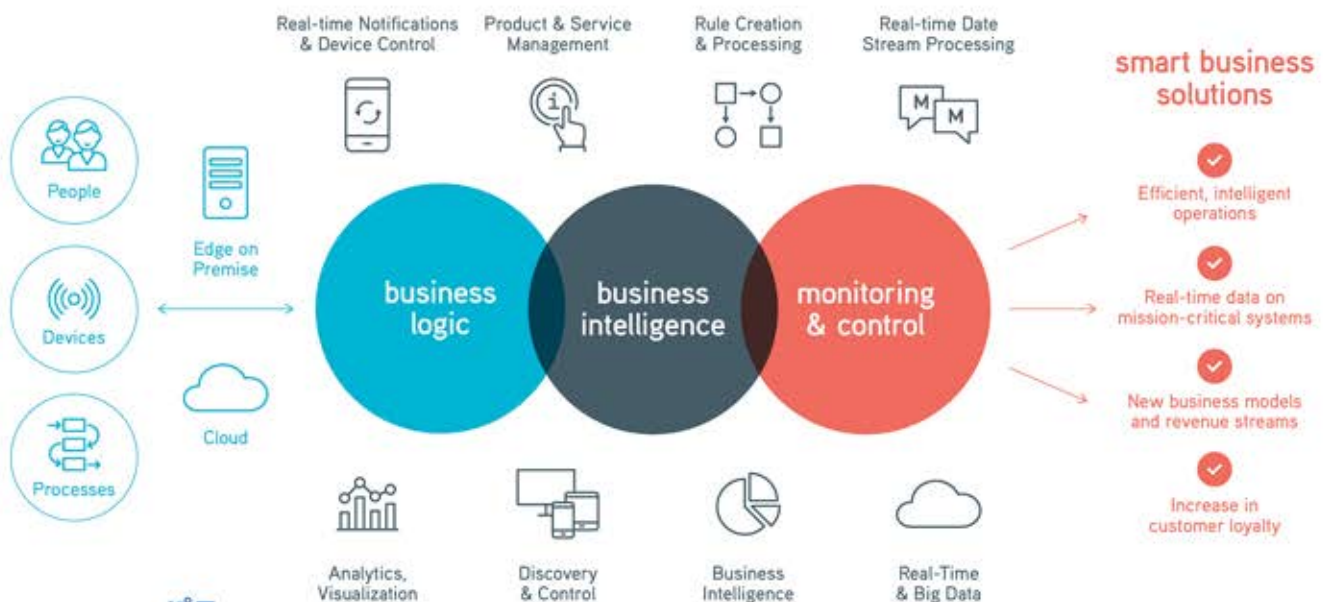 Real-time Notifications
& Device Control
Product & Service
Management
Rule Creation
& Processing
Real-time Date
Stream Processing
smart business
solutions
People
Edge on
Premise
Devices
Cloud
Processes
i
M
M
business
logic
business
intelligence
monitoring
& control
Efficient, intelligent
operations
Real-time data on
mission-critical systems
New business models
and revenue streams
Increase in
customer loyalty
Analytics,
Visualization
Discovery
& Control
Business
Intelligence
Real-Time
& Big Data